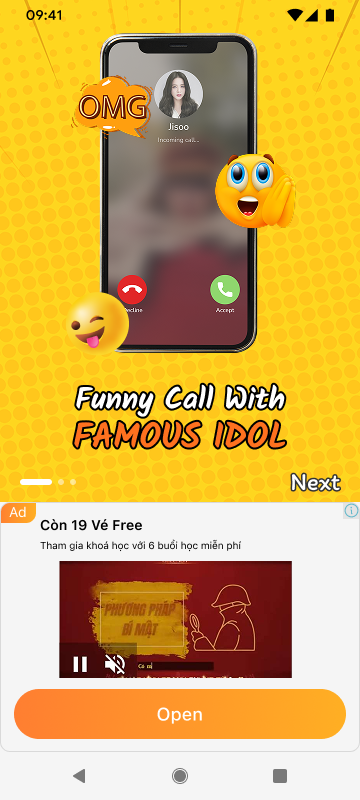 09:41
OMG
Jisoo
Incoming call...
Decline
Accept
Funny Call With
FAMOUS IDOL
Next
Ad
Còn 19 Vé Free
Tham gia khoá học với 6 buổi học miễn phí
PHƯƠNG PHÁP
BÍ MẬT
Open